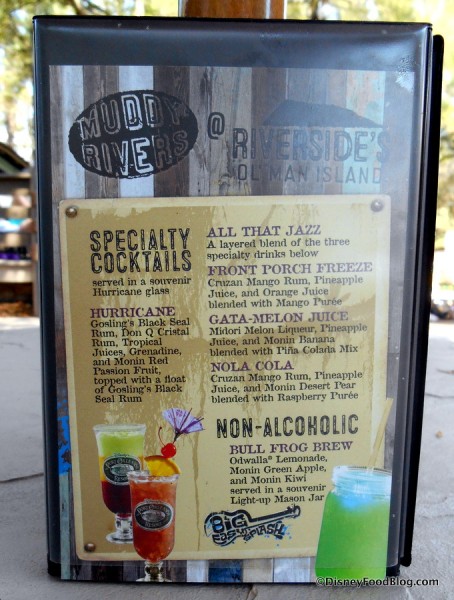 MUDDY
RIVERS
@
RIVERSIDE'S
OL' MAN ISLAND
SPECIALTY
COCKTAILS
served in a souvenir
Hurricane glass
HURRICANE
Gosling's Black Seal
Rum, Don Q Cristal
Rum, Tropical
Juices, Grenadine,
and Monin Red
Passion Fruit,
topped with a float
of Gosling's Black
Seal Rum
ALL THAT JAZZ
A layered blend of the three
specialty drinks below
FRONT PORCH FREEZE
Cruzan Mango Rum, Pineapple
Juice, and Orange Juice
blended with Mango Purée
GATA-MELON JUICE
Midori Melon Liqueur, Pineapple
Juice, and Monin Banana
blended with Piña Colada Mix
NOLA COLA
Cruzan Mango Rum, Pineapple
Juice, and Monin Desert Pear
blended with Raspberry Purée
NON-ALCOHOLIC
BULL FROG BREW
Odwalla® Lemonade,
Monin Green Apple,
and Monin Kiwi
served in a souvenir
Light-up Mason Jar
BIG
EASY
SPLASH
©DisneyFoodBlog.com